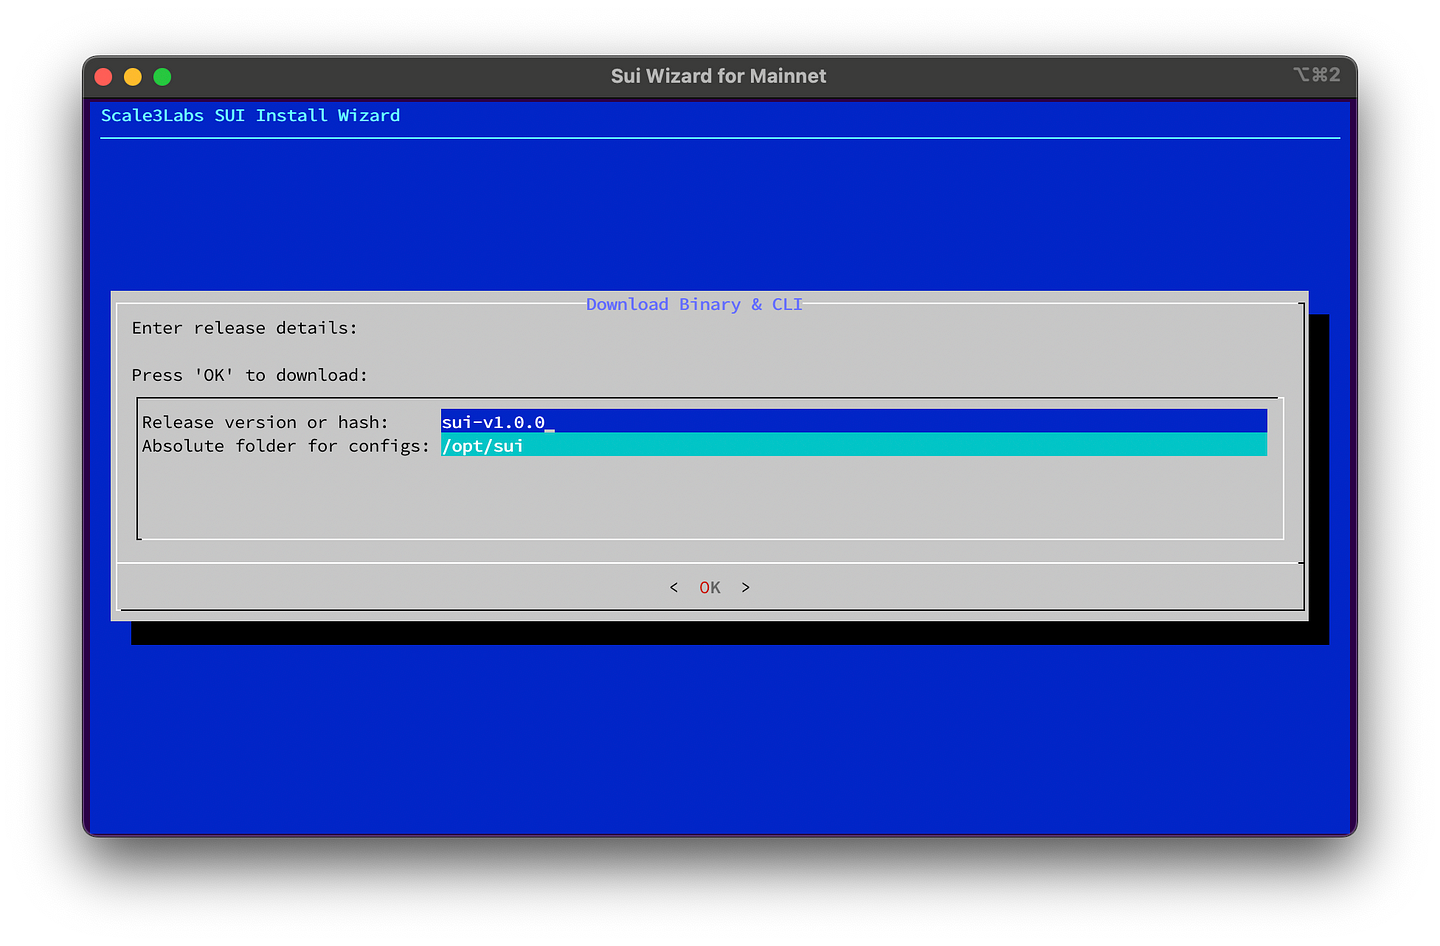 Sui Wizard for Mainnet
⌥⌘2
Scale3Labs SUI Install Wizard
Download Binary & CLI
Enter release details:
Press 'OK' to download:
Release version or hash: sui-v1.0.0_
Absolute folder for configs: /opt/sui
< OK >